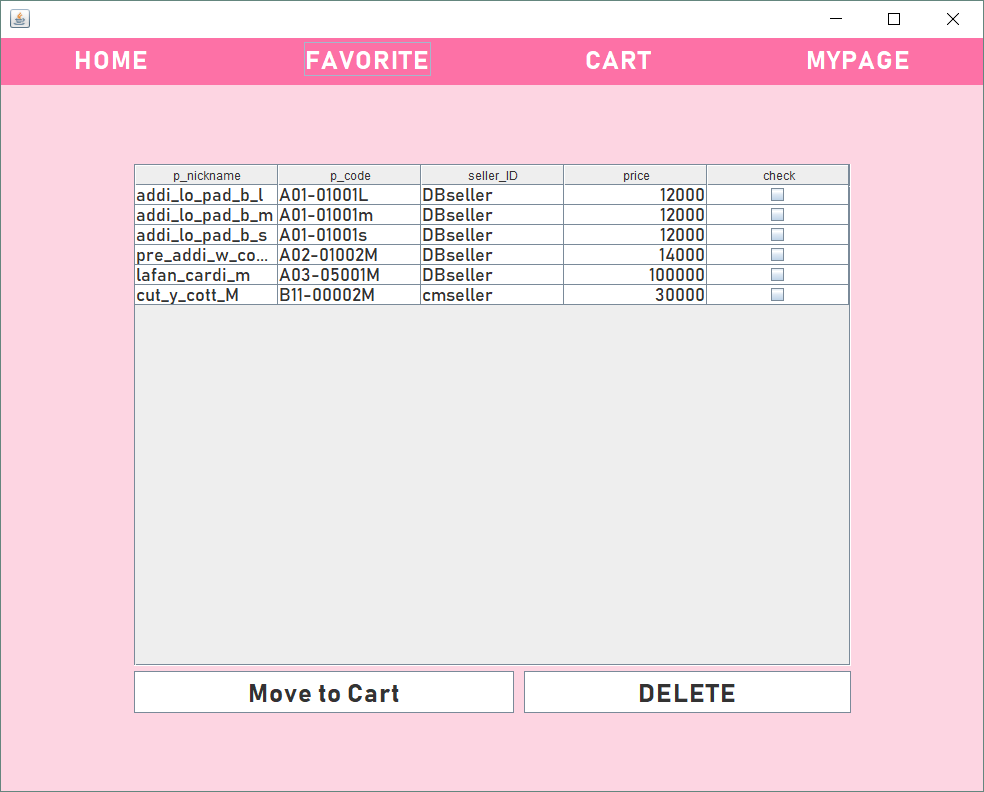 HOME FAVORITE CART MYPAGE
p_nickname p_code seller_ID price check
addi_lo_pad_b_l A01-01001L DBseller 12000
addi_lo_pad_b_m A01-01001m DBseller 12000
addi_lo_pad_b_s A01-01001s DBseller 12000
pre_addi_w_co... A02-01002M DBseller 14000
lafan_cardi_m A03-05001M DBseller 100000
cut_y_cott_M B11-00002M cmseller 30000
Move to Cart DELETE